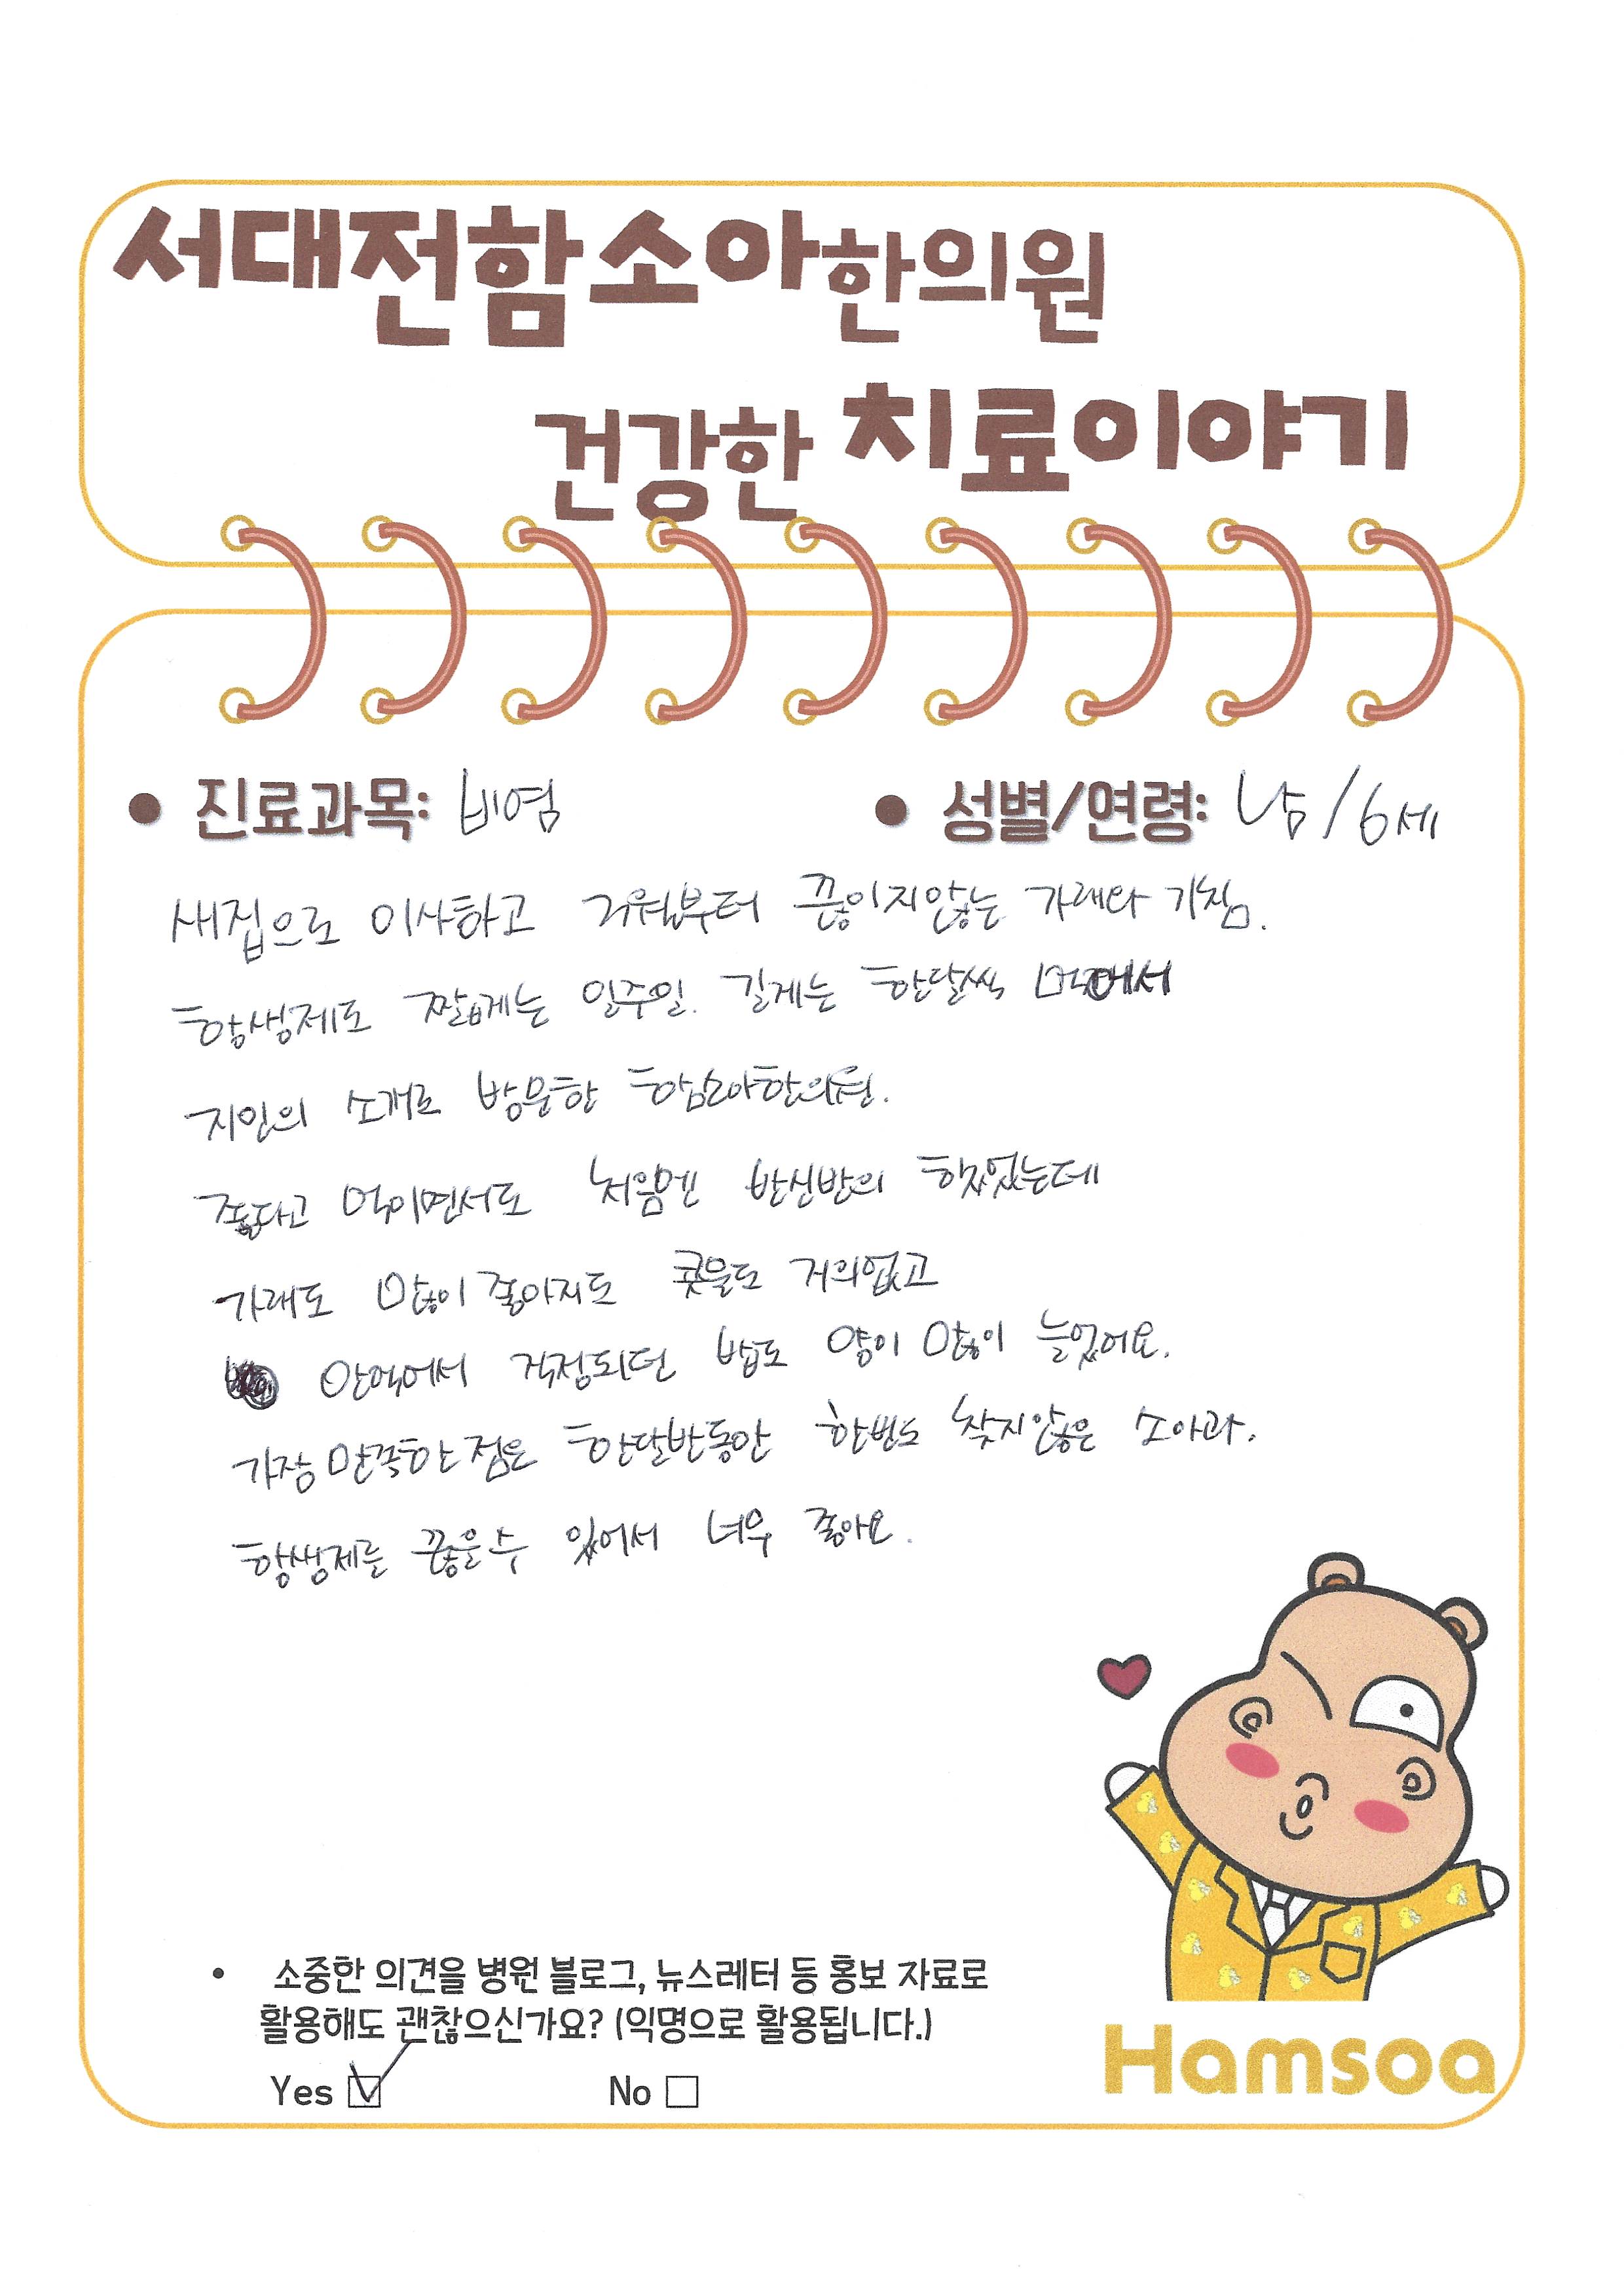 서대전함소아한의원
건강한 치료이야기
진료과목: 비염
성별/연령: 남/6세
새집으로 이사하고 겨울부터 끊이지않는 가래와 기침.
항생제도 짧게는 일주일. 길게는 한달씩 먹어서
지인의 소개로 방문한 함소아한의원.
좋다고 먹이면서도 처음엔 반신반의 했었는데
가래도 많이 좋아지도 콧물도 거의없고
안먹어서 걱정되던 밥도 양이 많이 늘었어요.
가장 만족한 점은 한달반동안 한번도 찾지않은 소아과.
항생제를 끊을수 있어서 너무 좋아요.
• 소중한 의견을 병원 블로그, 뉴스레터 등 홍보 자료로
활용해도 괜찮으신가요? (익명으로 활용됩니다.)
Yes No
Hamsoa